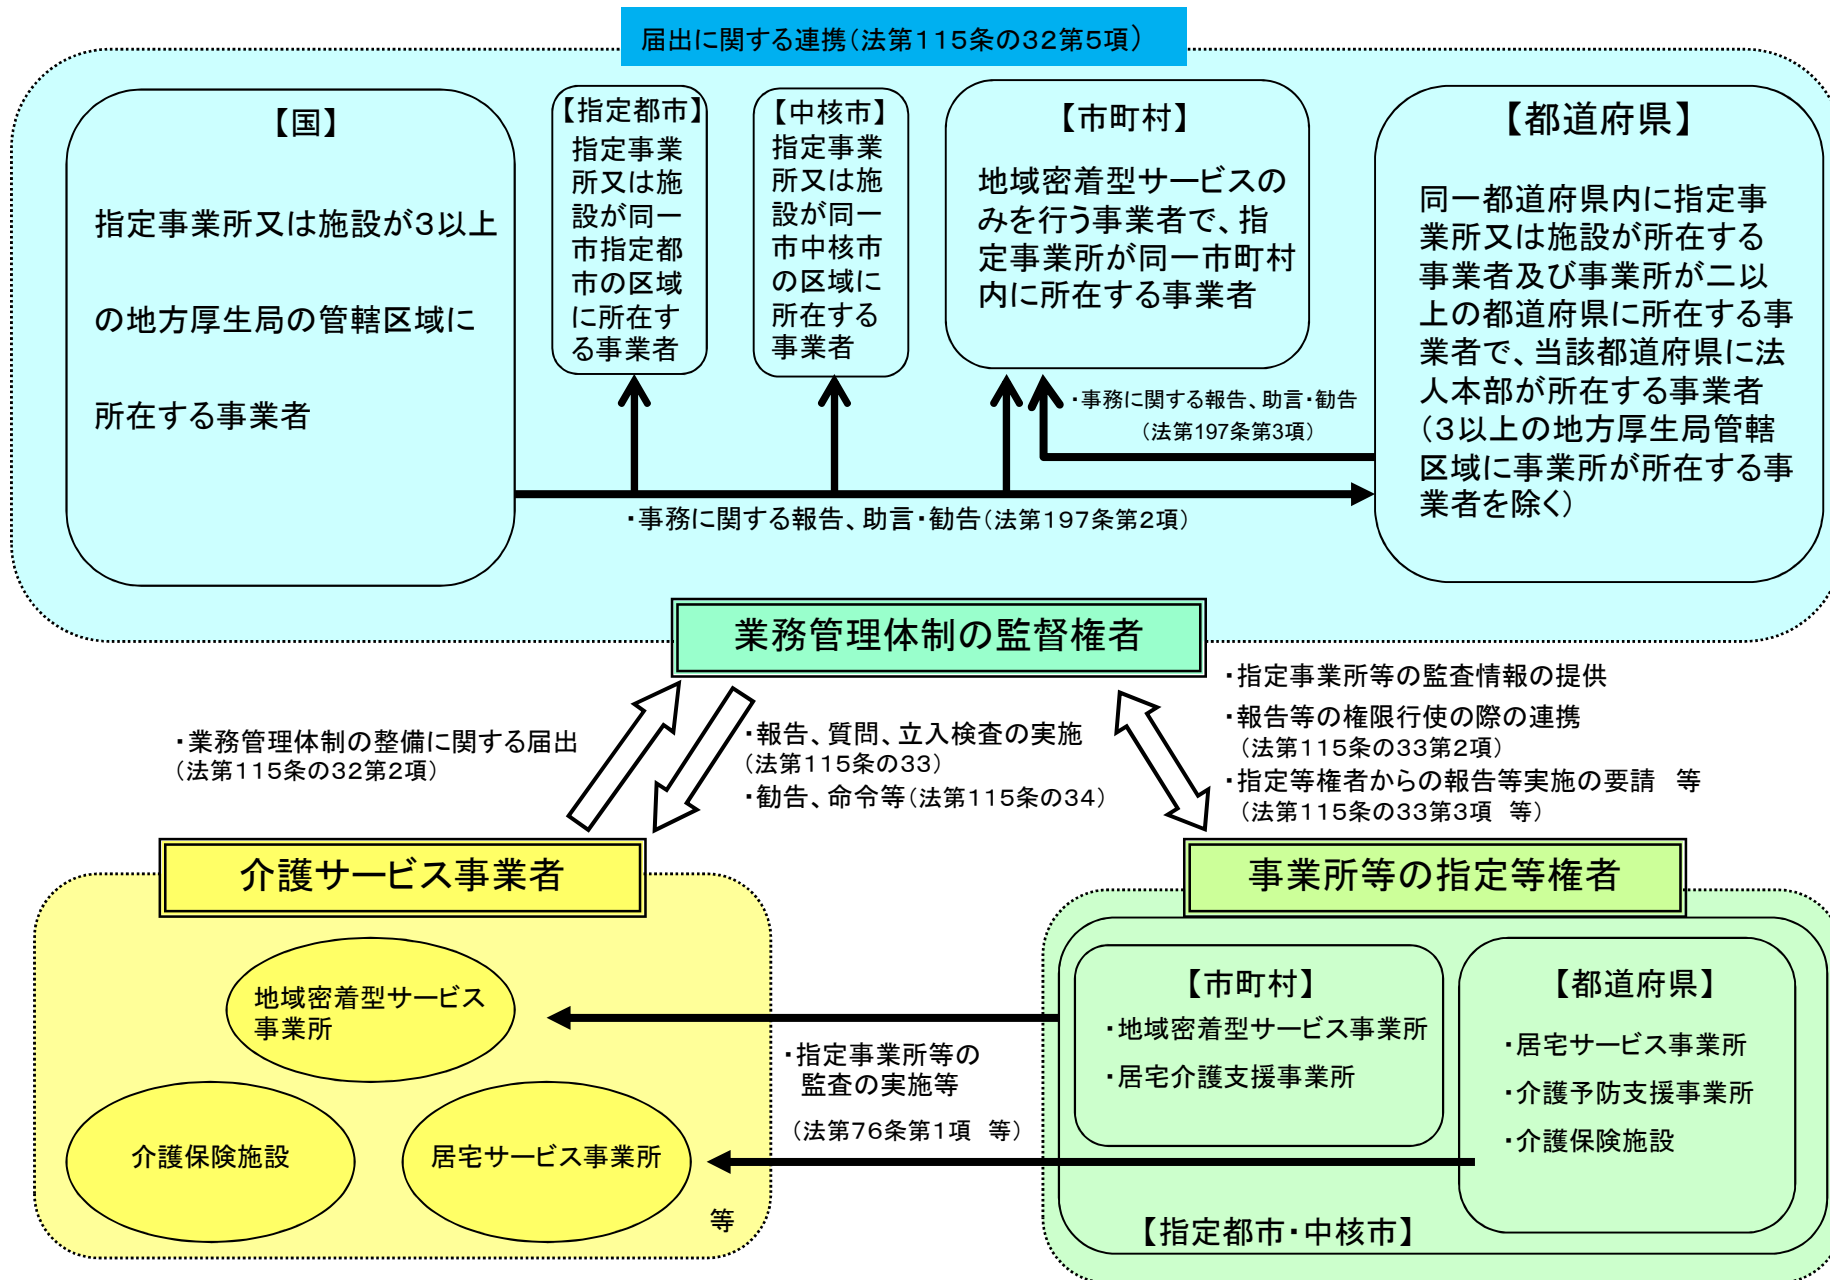 届出に関する連携(法第115条の32第5項)
【国】
指定事業所又は施設が3以上
の地方厚生局の管轄区域に
所在する事業者
【指定都市】
指定事業
所又は施
設が同一
市指定都
市の区域
に所在す
る事業者
【中核市】
指定事業
所又は施
設が同一
市中核市
の区域に
所在する
事業者
【市町村】
地域密着型サービスの
みを行う事業者で、指
定事業所が同一市町村
内に所在する事業者
【都道府県】
同一都道府県内に指定事
業所又は施設が所在する
事業者及び事業所が二以
上の都道府県に所在する事
業者で、当該都道府県に法
人本部が所在する事業者
(3以上の地方厚生局管轄
区域に事業所が所在する事
業者を除く)
・事務に関する報告、助言・勧告
(法第197条第3項)
・事務に関する報告、助言・勧告(法第197条第2項)
業務管理体制の監督権者
・業務管理体制の整備に関する届出
(法第115条の32第2項)
・報告、質問、立入検査の実施
(法第115条の33)
・勧告、命令等(法第115条の34)
・指定事業所等の監査情報の提供
・報告等の権限行使の際の連携
(法第115条の33第2項)
・指定等権者からの報告等実施の要請 等
(法第115条の33第3項 等)
介護サービス事業者
地域密着型サービス
事業所
介護保険施設
居宅サービス事業所
等
・指定事業所等の
監査の実施等
(法第76条第1項 等)
事業所等の指定等権者
【市町村】
・地域密着型サービス事業所
・居宅介護支援事業所
【都道府県】
・居宅サービス事業所
・介護予防支援事業所
・介護保険施設
【指定都市・中核市】